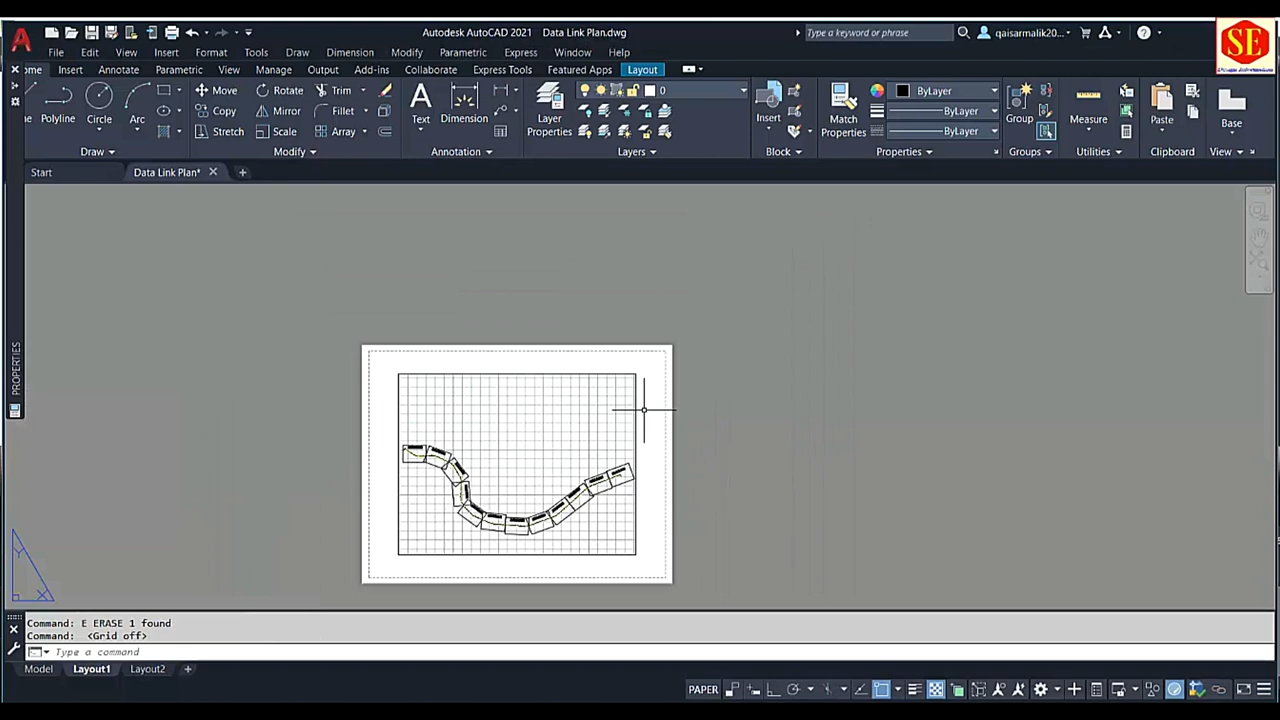 Autodesk AutoCAD 2021 Data Link Plan.dwg
Type a keyword or phrase
qaisarmalik20...
SE
File Edit View Insert Format Tools Draw Dimension Modify Parametric Express Window Help
ome Insert Annotate Parametric View Manage Output Add-ins Collaborate Express Tools Featured Apps Layout
Move Rotate Trim
Copy Mirror Fillet
Stretch Scale Array
ne Polyline Circle Arc
Text Dimension
Layer Properties
0
Insert
Match Properties
ByLayer
ByLayer
ByLayer
Group
Measure
Paste
Base
Draw Modify Annotation Layers Block Properties Groups Utilities Clipboard View
Start Data Link Plan*
PROPERTIES
Y
X
Command: E ERASE 1 found
Command: <Grid off>
Type a command
Model Layout1 Layout2
PAPER